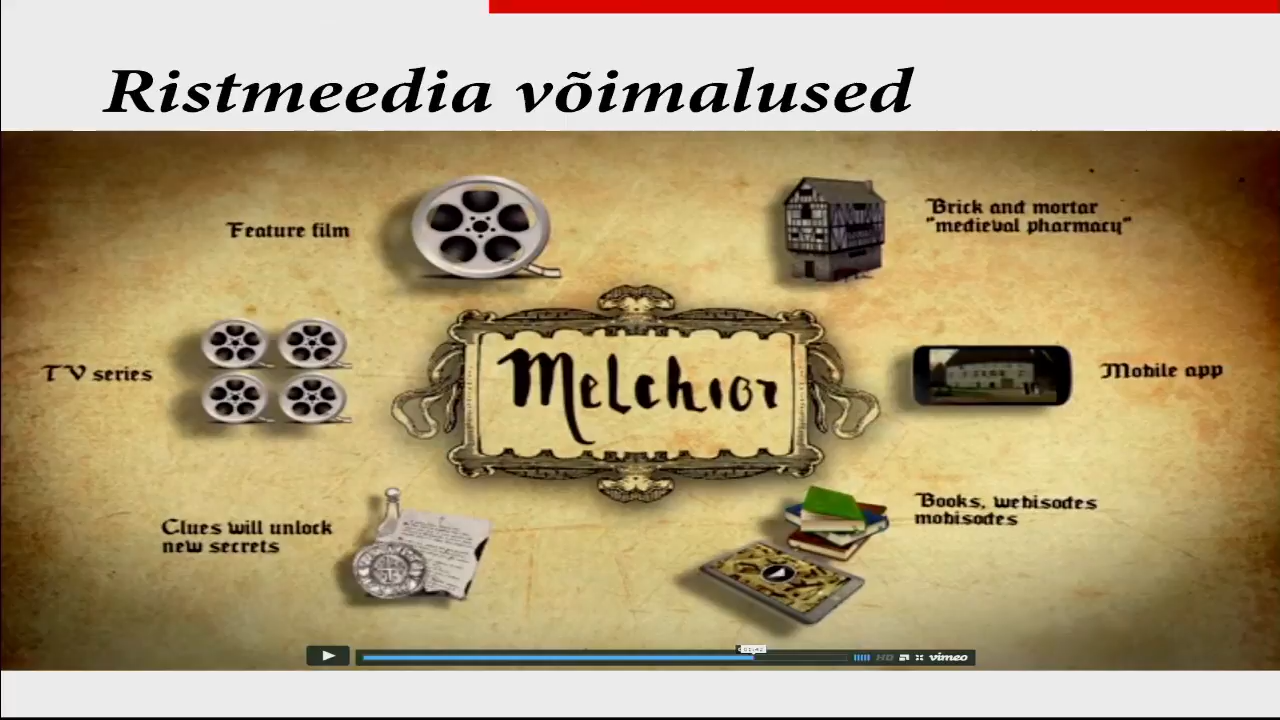 Ristmeedia võimalused
Feature film
Brick and mortar
"medieval pharmacy"
Melchior
TV series
Mobile app
Clues will unlock
new secrets
Books, webisodes
mobisodes
HD
vimeo